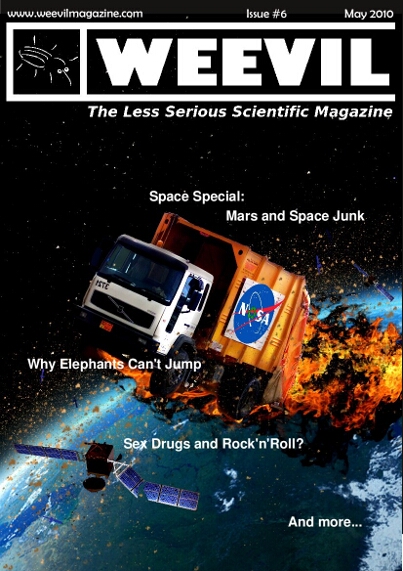 www.weevilmagazine.com Issue #6 May 2010
WEEVIL
The Less Serious Scientific Magazine
Space Special:
Mars and Space Junk
NASA
Why Elephants Can't Jump
Sex Drugs and Rock'n'Roll?
And more...